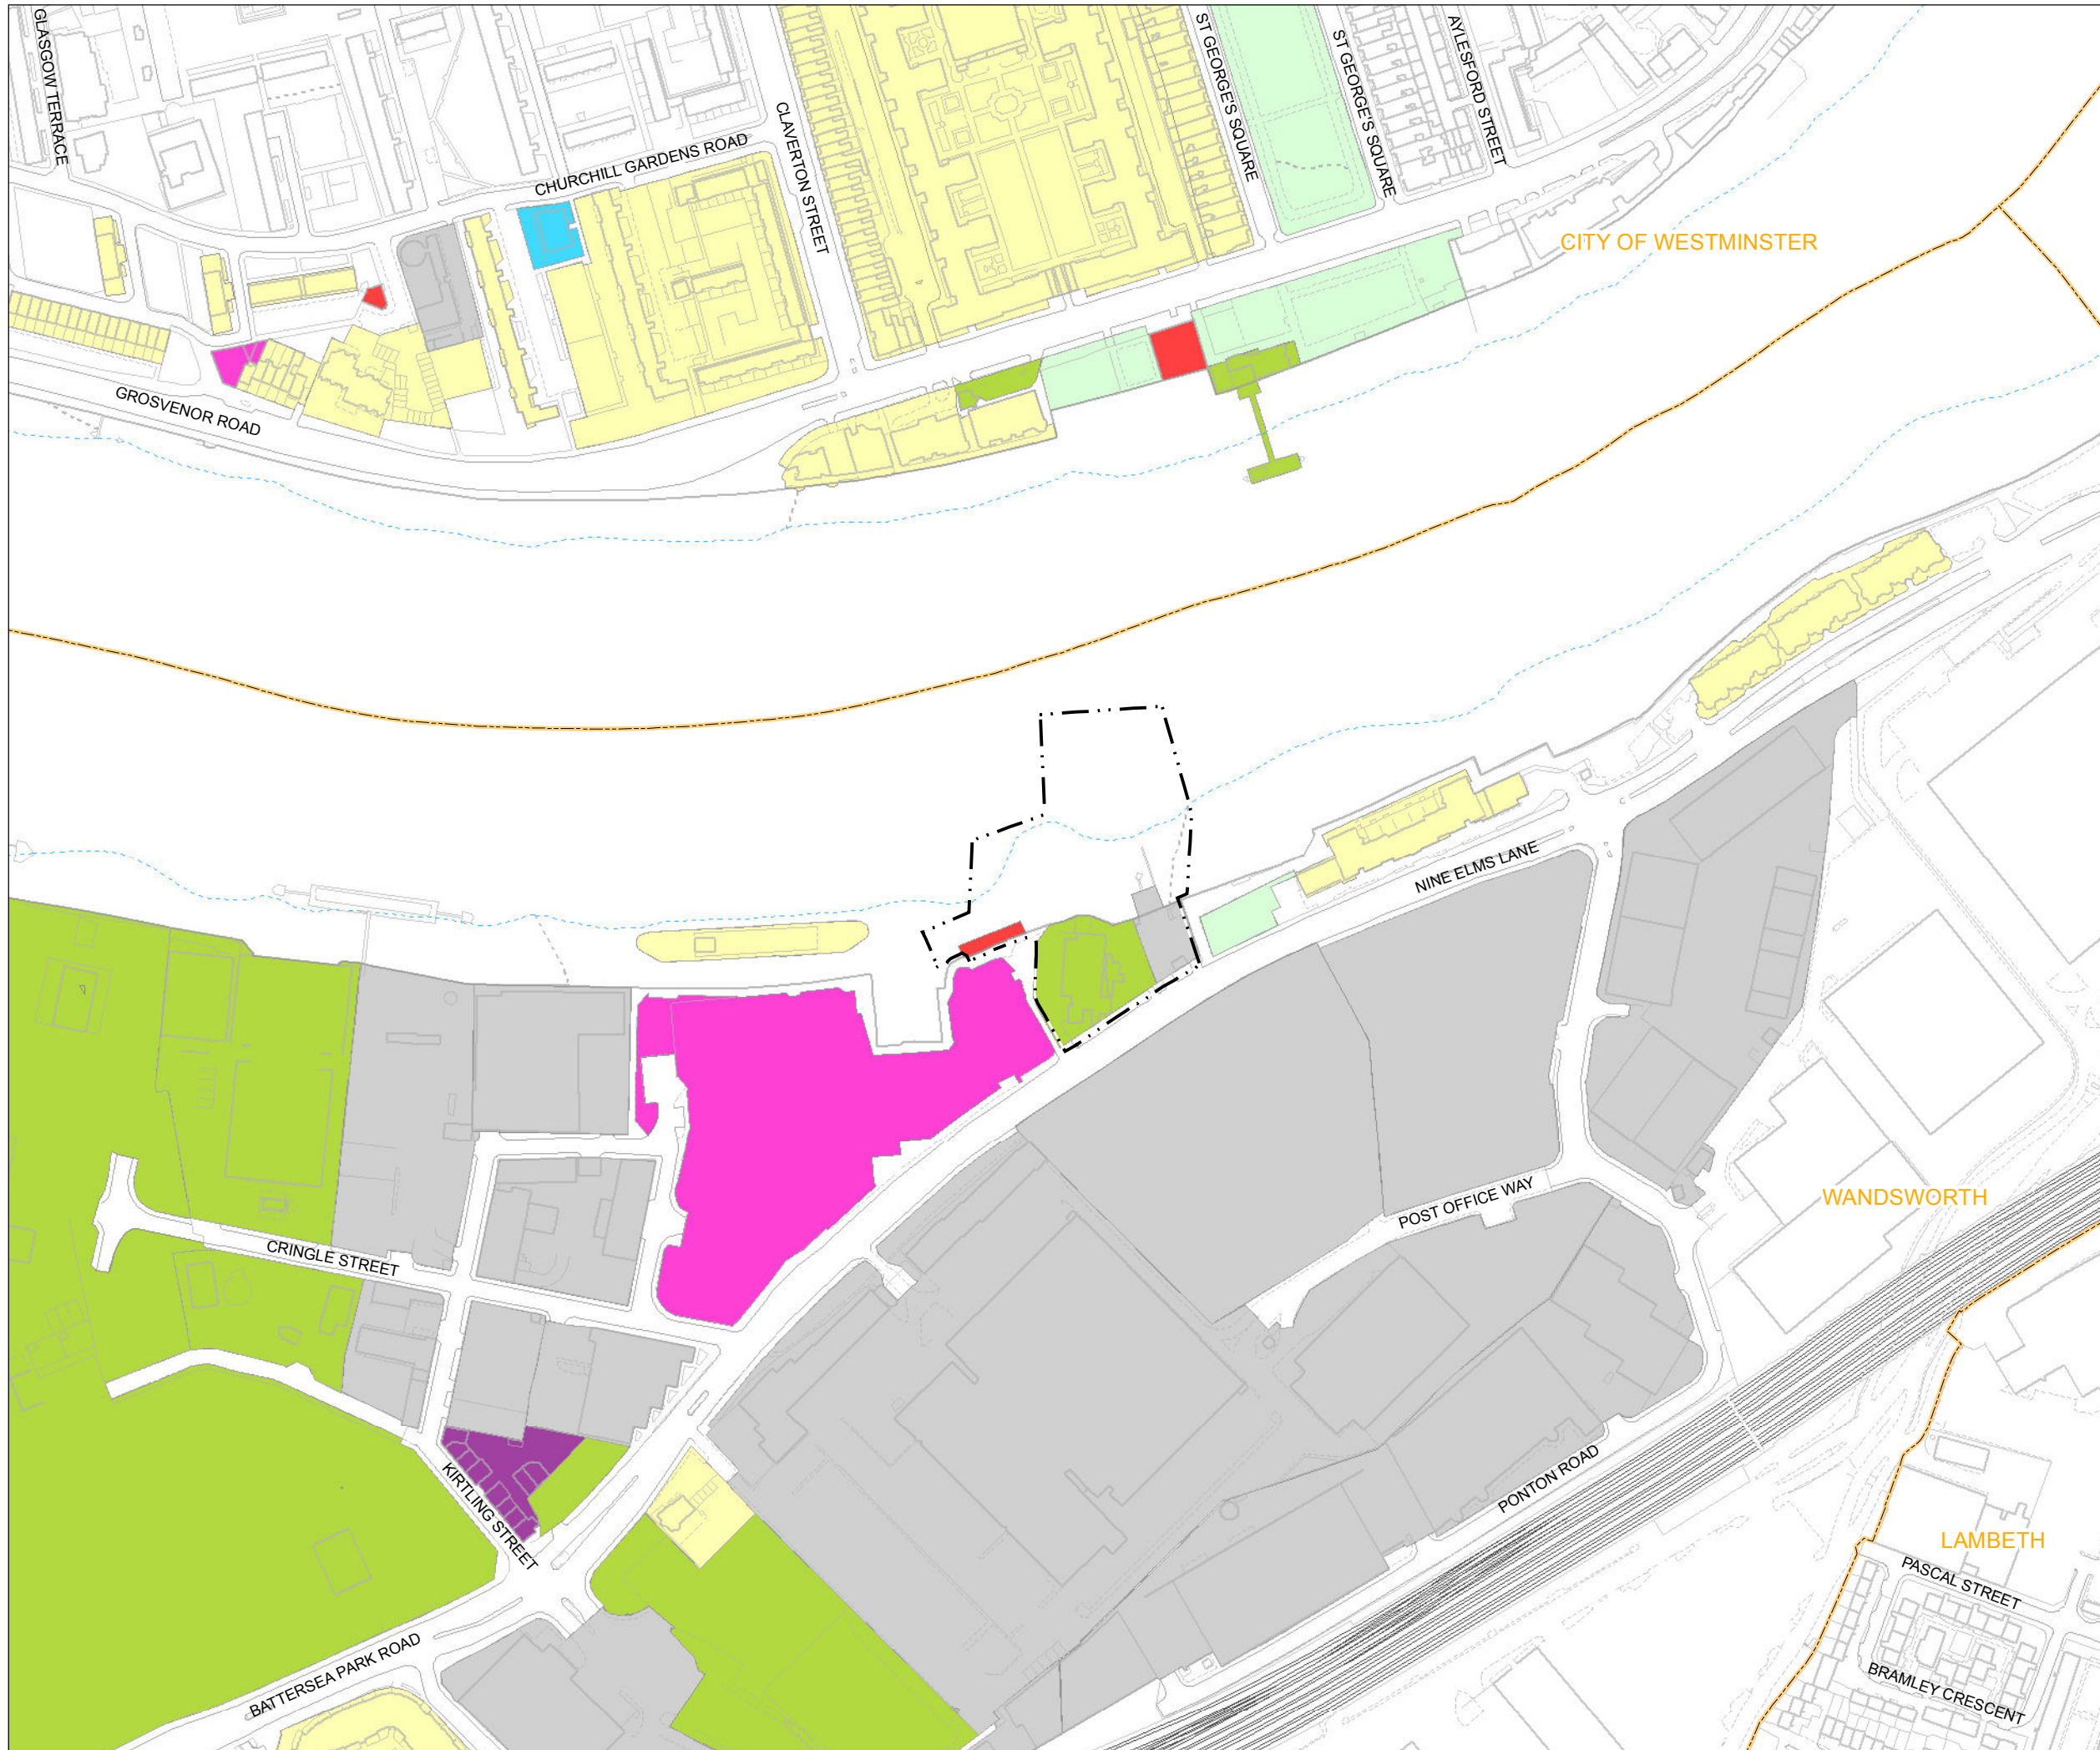 GLASGOW TERRACE
ST GEORGE'S SQUARE
ST GEORGE'S SQUARE
AYLESFORD STREET
CLAVERTON STREET
CHURCHILL GARDENS ROAD
CITY OF WESTMINSTER
GROSVENOR ROAD
NINE ELMS LANE
POST OFFICE WAY
WANDSWORTH
CRINGLE STREET
KIRTLING STREET
PONTON ROAD
LAMBETH
PASCAL STREET
BATTERSEA PARK ROAD
BRAMLEY CRESCENT